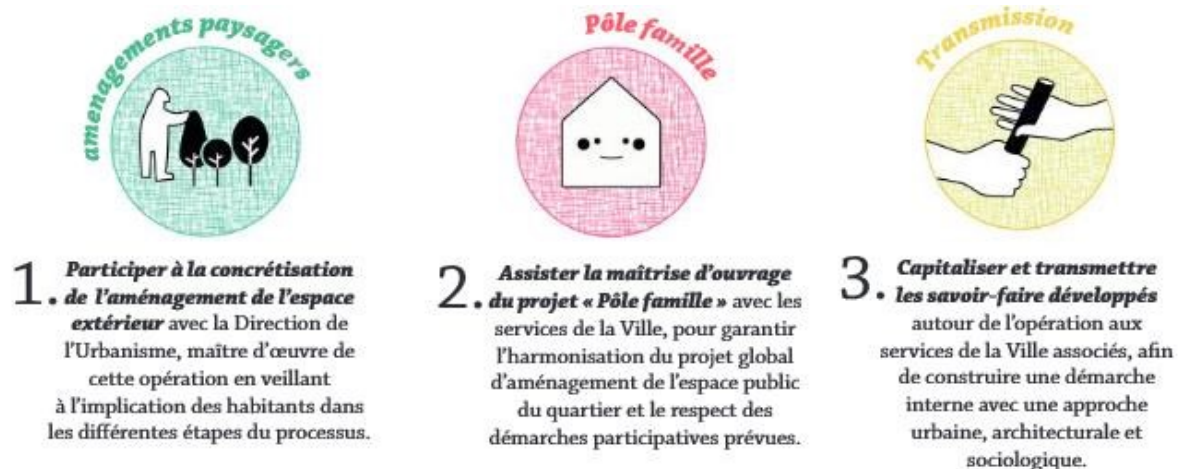 amenagements paysagers
1. Participer à la concrétisation
de l'aménagement de l'espace
extérieur avec la Direction de
l'Urbanisme, maître d'œuvre de
cette opération en veillant
à l'implication des habitants dans
les différentes étapes du processus.
Pôle famille
2. Assister la maîtrise d'ouvrage
du projet « Pôle famille » avec les
services de la Ville, pour garantir
l'harmonisation du projet global
d'aménagement de l'espace public
du quartier et le respect des
démarches participatives prévues.
Transmission
3. Capitaliser et transmettre
les savoir-faire développés
autour de l'opération aux
services de la Ville associés, afin
de construire une démarche
interne avec une approche
urbaine, architecturale et
sociologique.